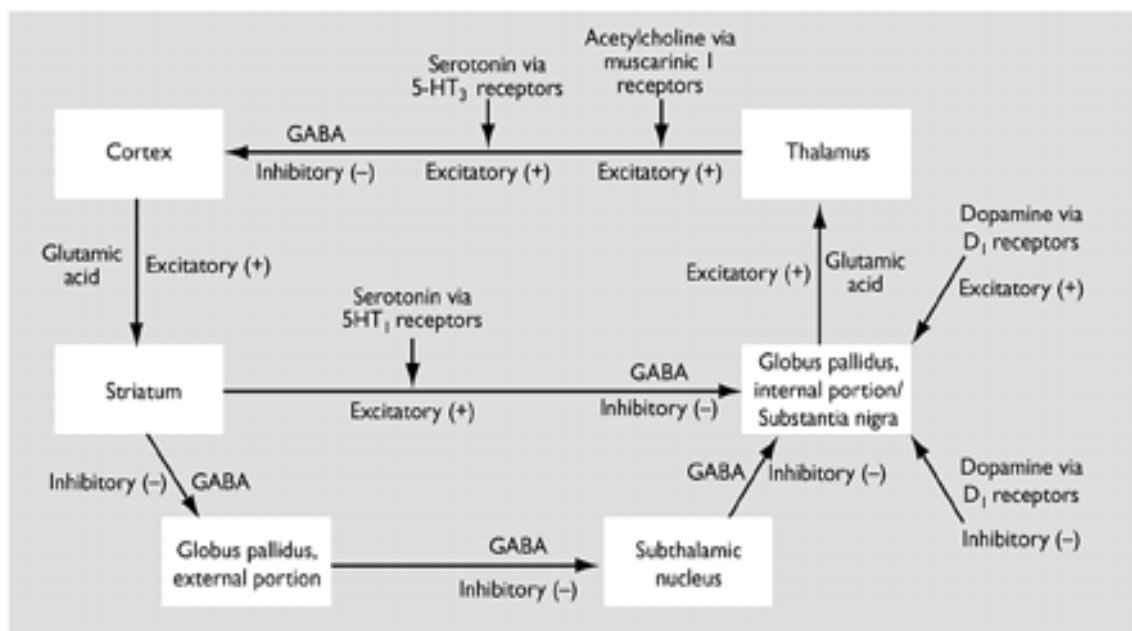 Acetylcholine via
muscarinic 1
receptors
Serotonin via
5-HT3 receptors
GABA
Cortex
Thalamus
Inhibitory (–)
Excitatory (+)
Excitatory (+)
Dopamine via
D1 receptors
Glutamic
acid
Excitatory (+)
Excitatory (+)
Glutamic
acid
Excitatory (+)
Serotonin via
5HT1 receptors
Striatum
GABA
Excitatory (+)
Inhibitory (–)
Globus pallidus,
internal portion/
Substantia nigra
Inhibitory (–)
GABA
GABA
Inhibitory (–)
Dopamine via
D1 receptors
Inhibitory (–)
Globus pallidus,
external portion
GABA
Inhibitory (–)
Subthalamic
nucleus